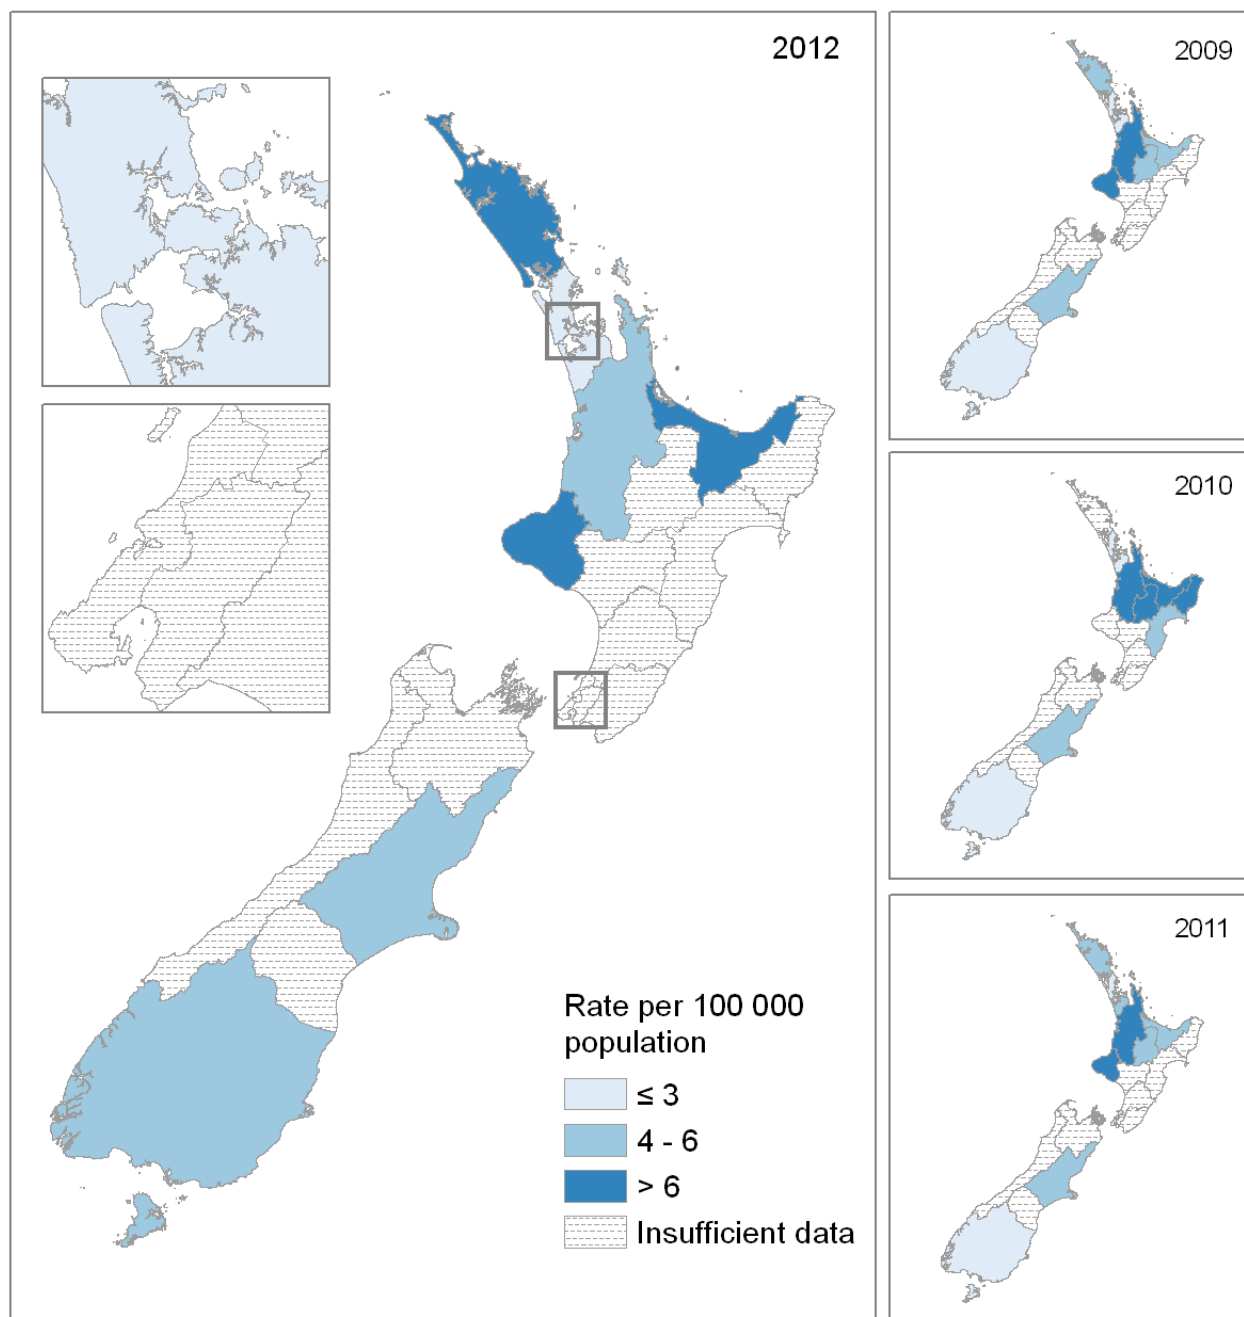 2012
Rate per 100 000
population
≤ 3
4 - 6
> 6
Insufficient data
2009
2010
2011